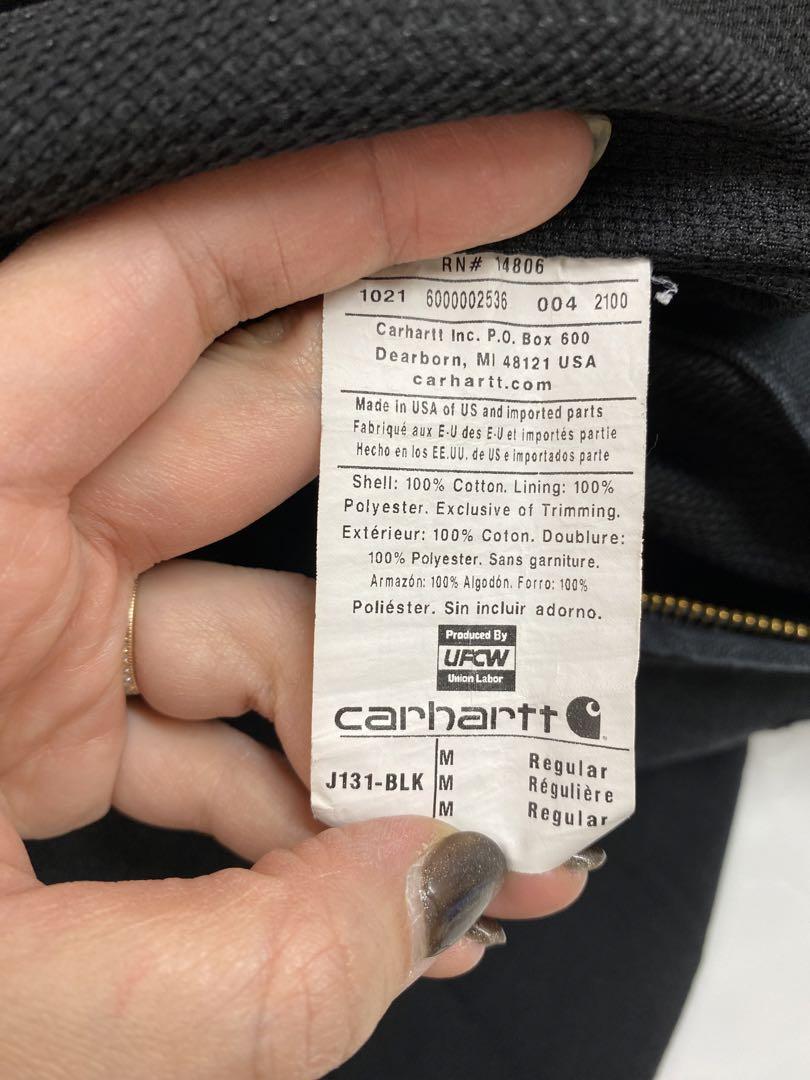 RN# 14806
1021 6000002536 004 2100
Carhartt Inc. P.O. Box 600
Dearborn, MI 48121 USA
carhartt.com
Made in USA of US and imported parts
Fabriqué aux E-U des E-U et importés partie
Hecho en los EE.UU. de US e importados parte
Shell: 100% Cotton. Lining: 100%
Polyester. Exclusive of Trimming.
Extérieur: 100% Coton. Doublure:
100% Polyester. Sans garniture.
Armazón: 100% Algodón. Forro: 100%
Poliéster. Sin incluir adorno.
Produced By
UFCW
Union Labor
carhartt
J131-BLK
M Regular
M Régulière
M Regular